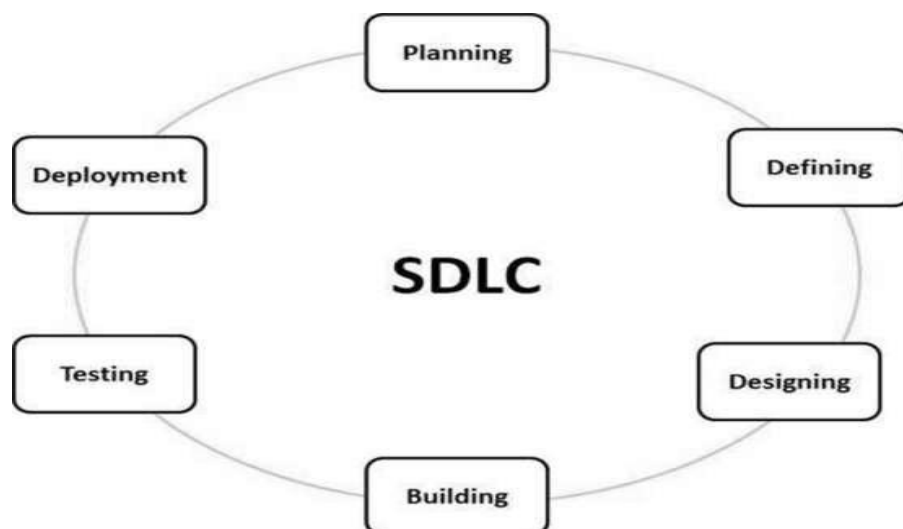 Planning
Deployment
Defining
SDLC
Testing
Designing
Building